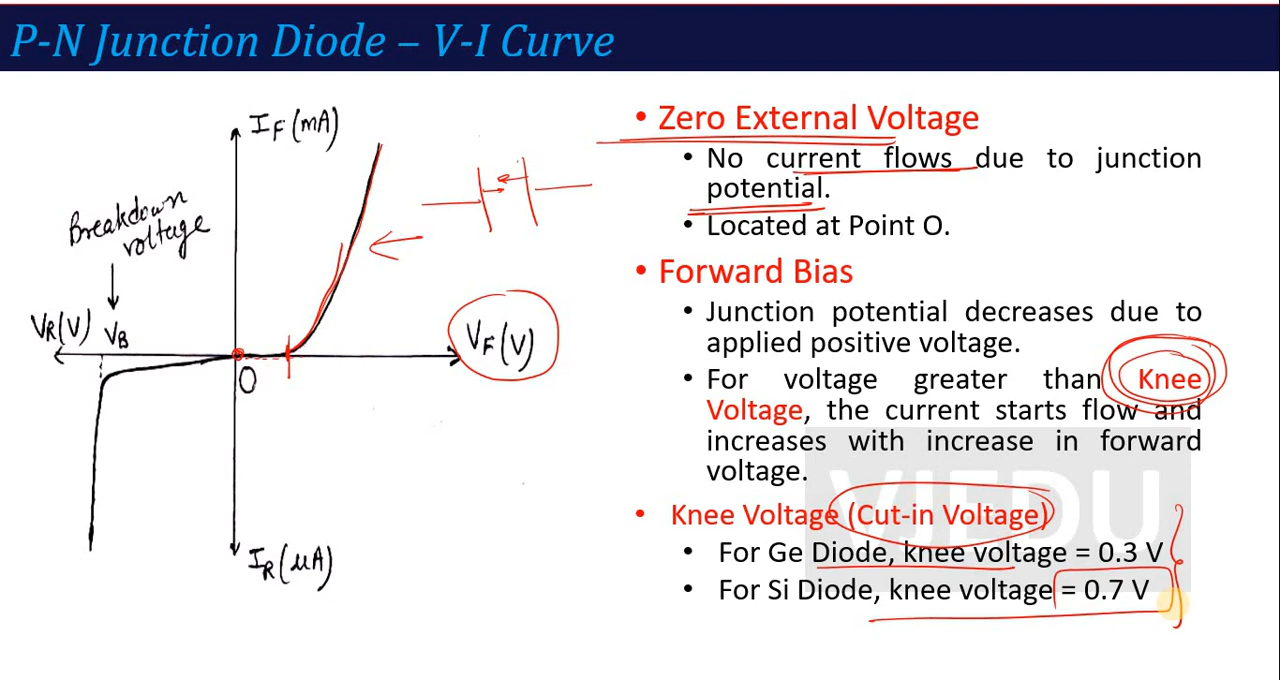 P-N Junction Diode – V-I Curve
IF (mA)
Breakdown
voltage
VR(V)
VB
O
VF (V)
IR (μA)
• Zero External Voltage
• No current flows due to junction
potential.
• Located at Point O.
• Forward Bias
• Junction potential decreases due to
applied positive voltage.
• For voltage greater than Knee
Voltage, the current starts flow and
increases with increase in forward
voltage.
• Knee Voltage (Cut-in Voltage)
• For Ge Diode, knee voltage = 0.3 V
• For Si Diode, knee voltage = 0.7 V
VJEDU